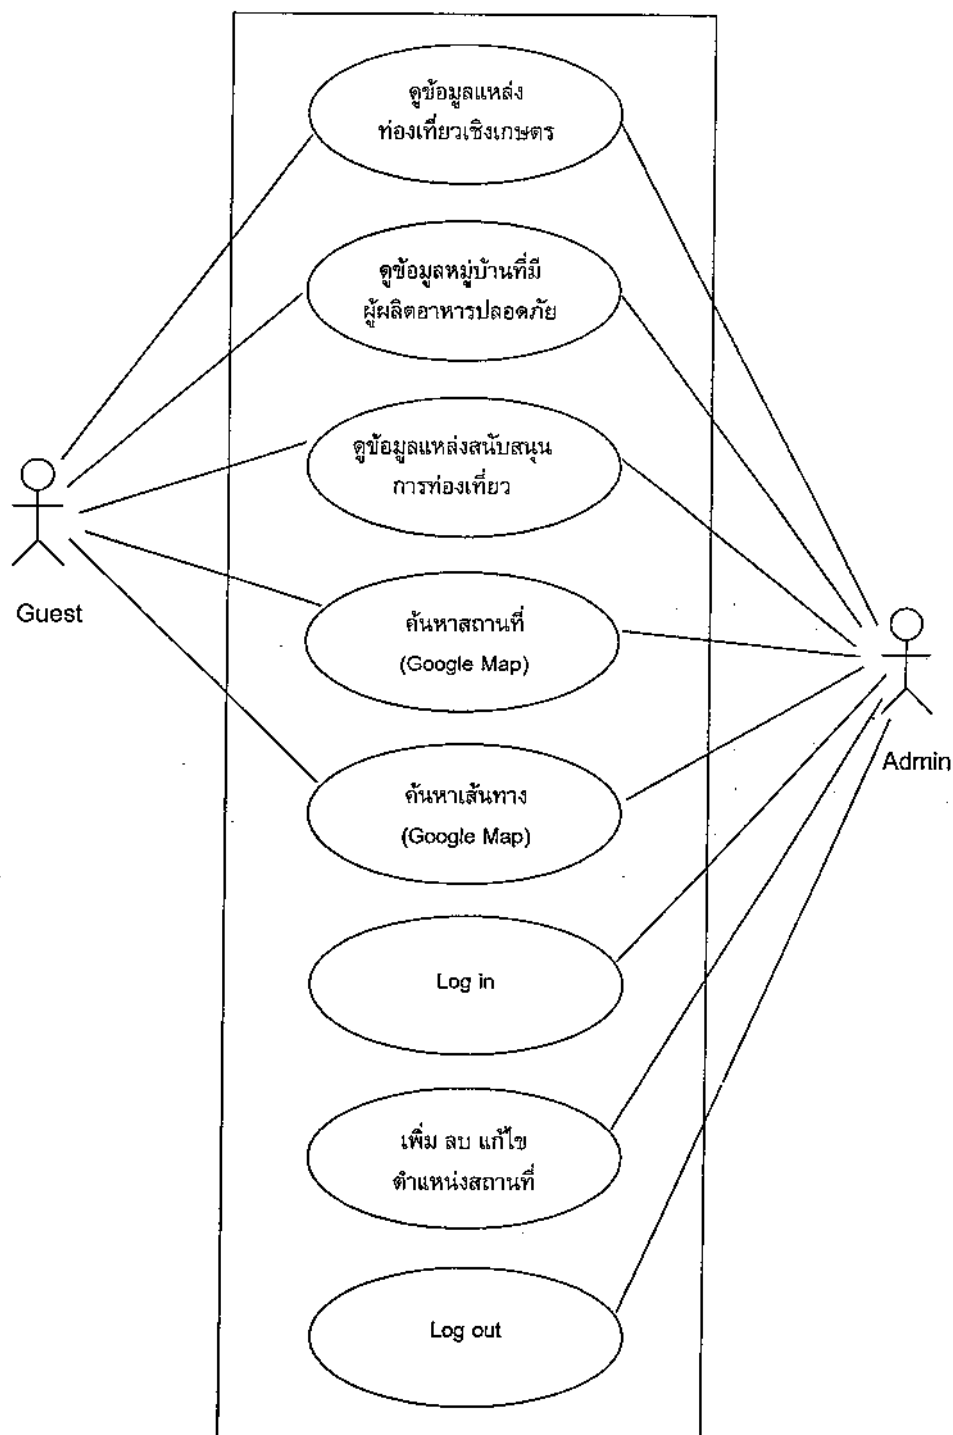 ดูข้อมูลแหล่ง
ท่องเที่ยวเชิงเกษตร
ดูข้อมูลหมู่บ้านที่มี
ผู้ผลิตอาหารปลอดภัย
ดูข้อมูลแหล่งสนับสนุน
การท่องเที่ยว
Guest
ค้นหาสถานที่
(Google Map)
Admin
ค้นหาเส้นทาง
(Google Map)
Log in
เพิ่ม ลบ แก้ไข
ตำแหน่งสถานที่
Log out